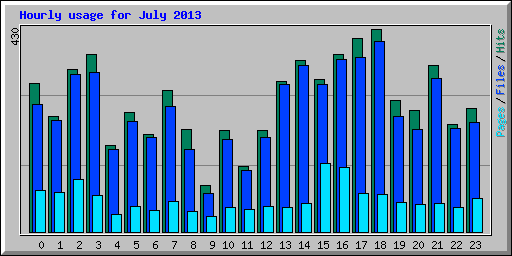 Hourly usage for July 2013
430
Pages / Files / Hits
0 1 2 3 4 5 6 7 8 9 10 11 12 13 14 15 16 17 18 19 20 21 22 23